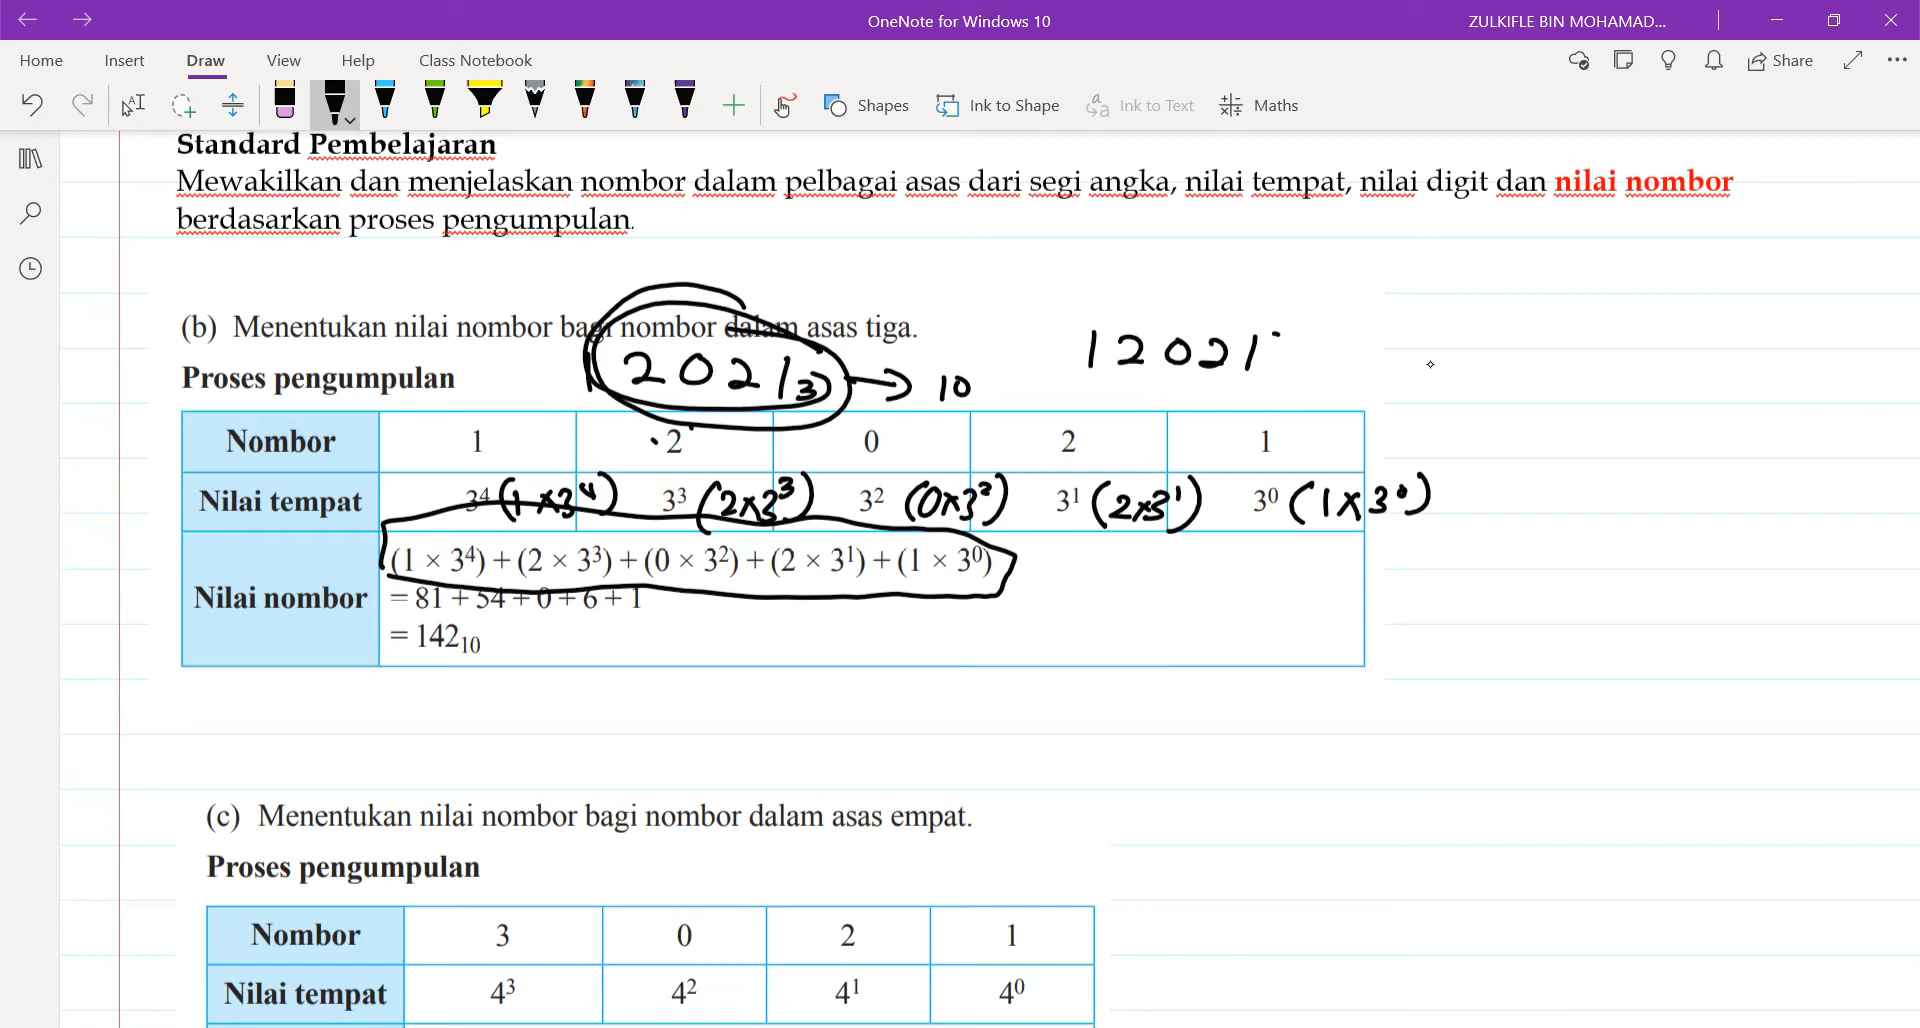 OneNote for Windows 10
ZULKIFLE BIN MOHAMAD...
Home Insert Draw View Help Class Notebook Share
Shapes Ink to Shape Ink to Text Maths
Standard Pembelajaran
Mewakilkan dan menjelaskan nombor dalam pelbagai asas dari segi angka, nilai tempat, nilai digit dan nilai nombor
berdasarkan proses pengumpulan.
(b) Menentukan nilai nombor bagi nombor dalam asas tiga.
12021
Proses pengumpulan
2021₃ → 10
Nombor 1 2 0 2 1
Nilai tempat 3⁴ (1×3⁴) 3³ (2×3³) 3² (0×3²) 3¹ (2×3¹) 3⁰ (1×3⁰)
Nilai nombor
(1 × 3⁴) + (2 × 3³) + (0 × 3²) + (2 × 3¹) + (1 × 3⁰)
= 81 + 54 + 0 + 6 + 1
= 142₁₀
(c) Menentukan nilai nombor bagi nombor dalam asas empat.
Proses pengumpulan
Nombor 3 0 2 1
Nilai tempat 4³ 4² 4¹ 4⁰